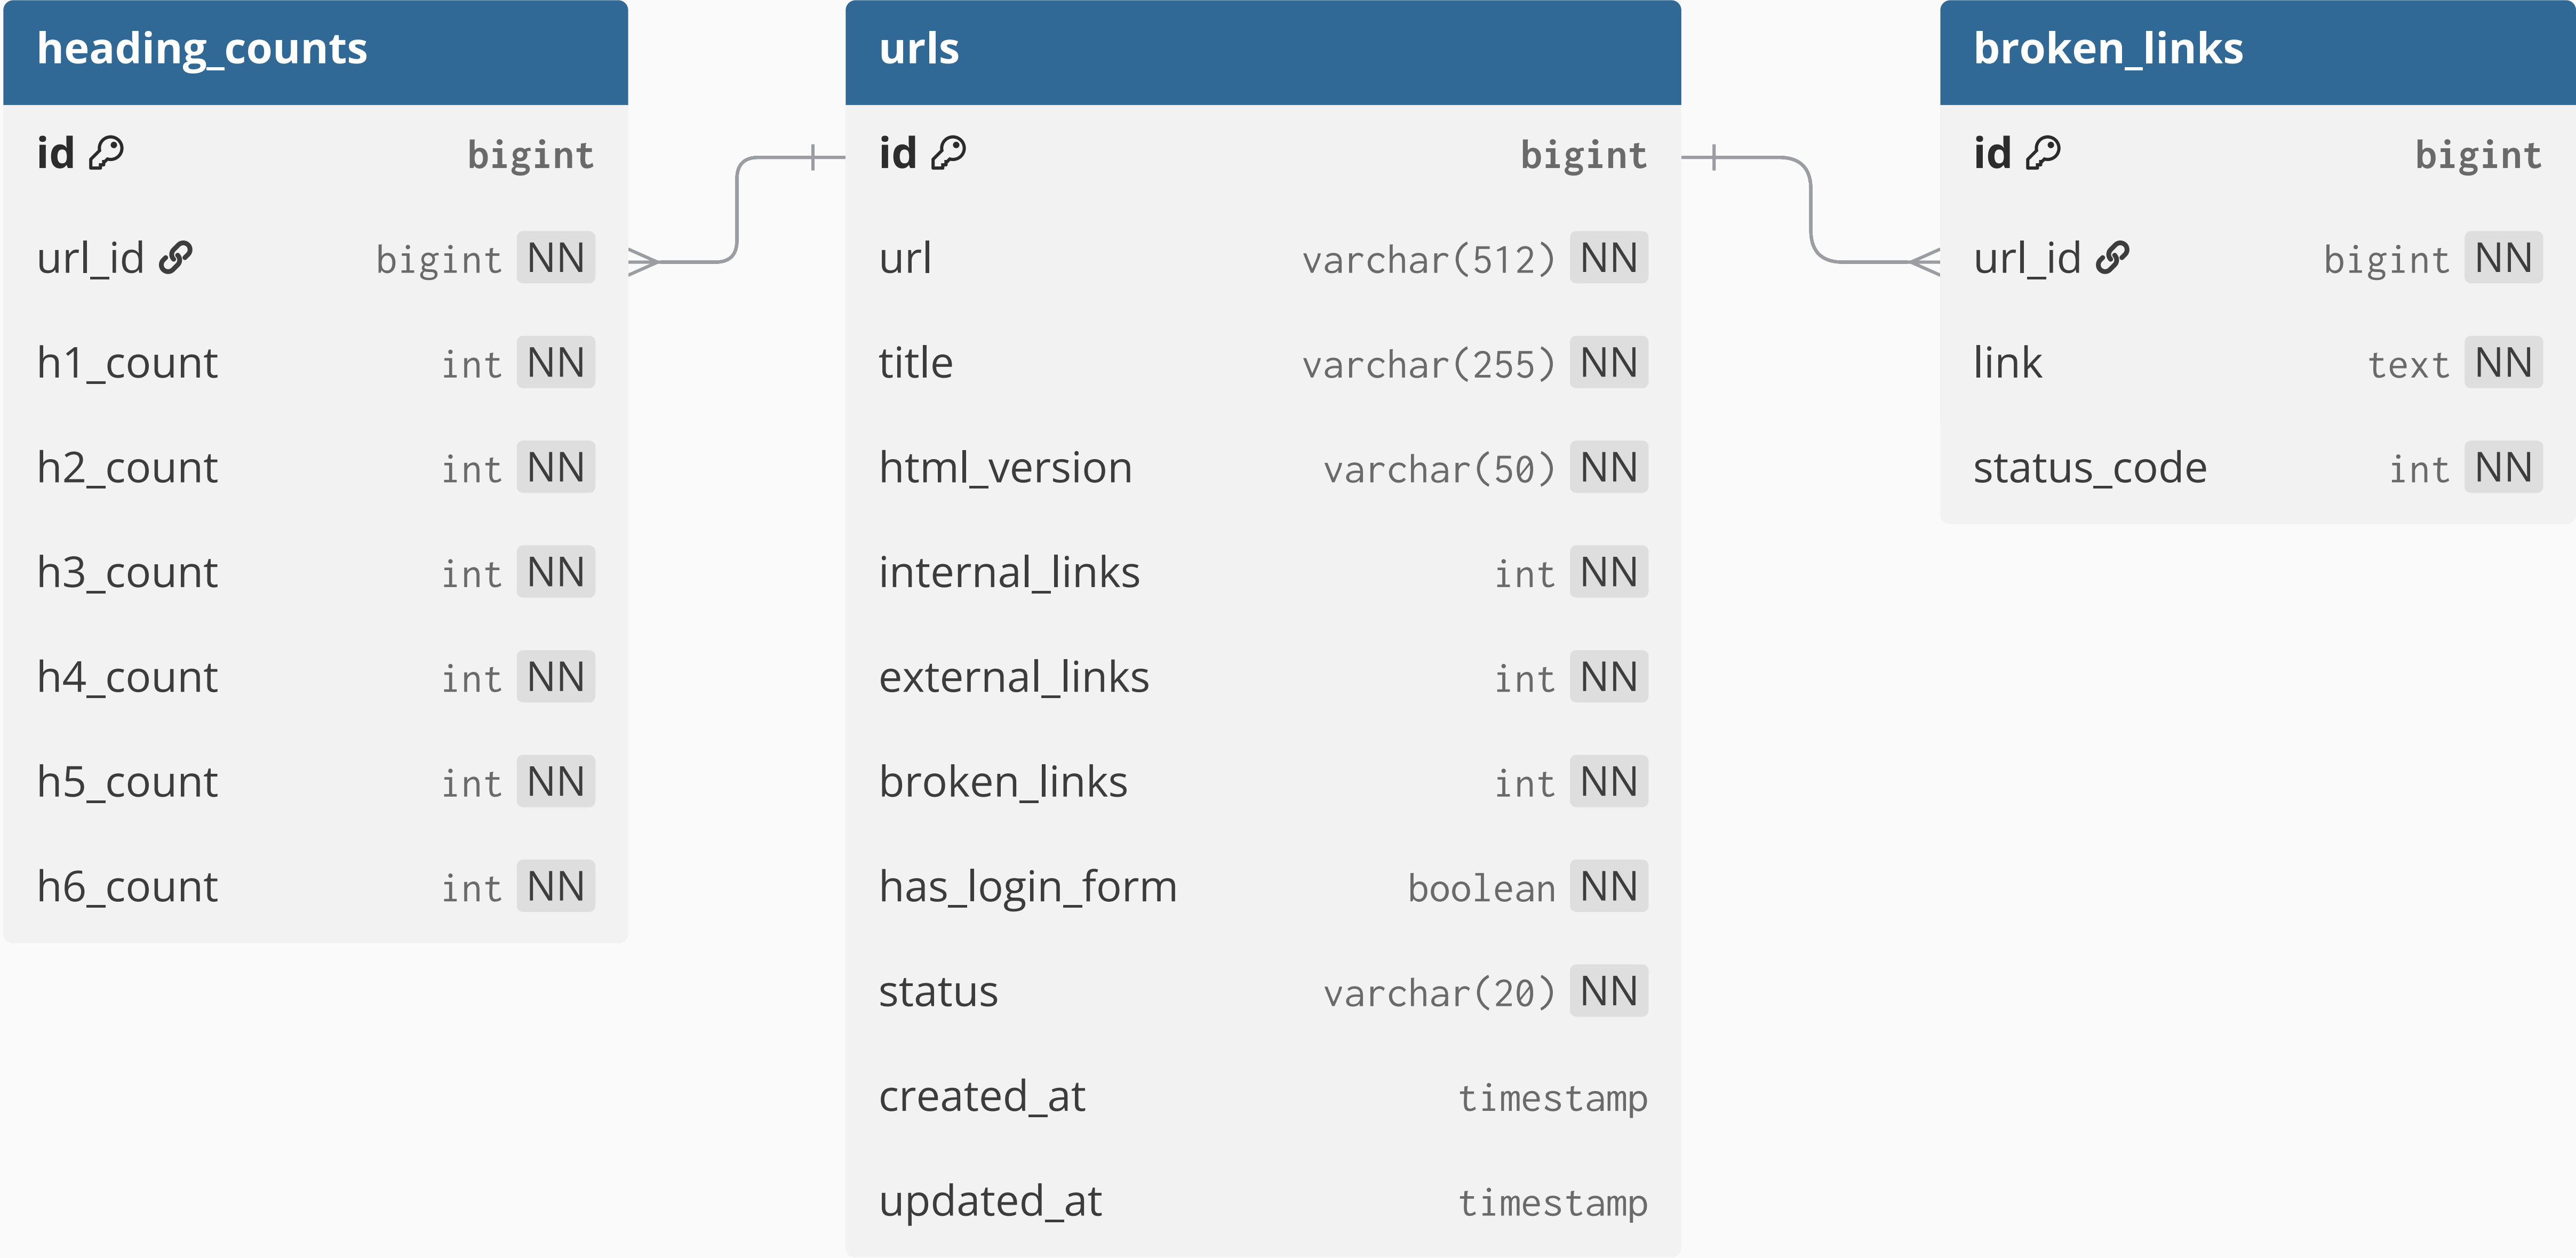 heading_counts
id bigint
url_id bigint NN
h1_count int NN
h2_count int NN
h3_count int NN
h4_count int NN
h5_count int NN
h6_count int NN
urls
id bigint
url varchar(512) NN
title varchar(255) NN
html_version varchar(50) NN
internal_links int NN
external_links int NN
broken_links int NN
has_login_form boolean NN
status varchar(20) NN
created_at timestamp
updated_at timestamp
broken_links
id bigint
url_id bigint NN
link text NN
status_code int NN